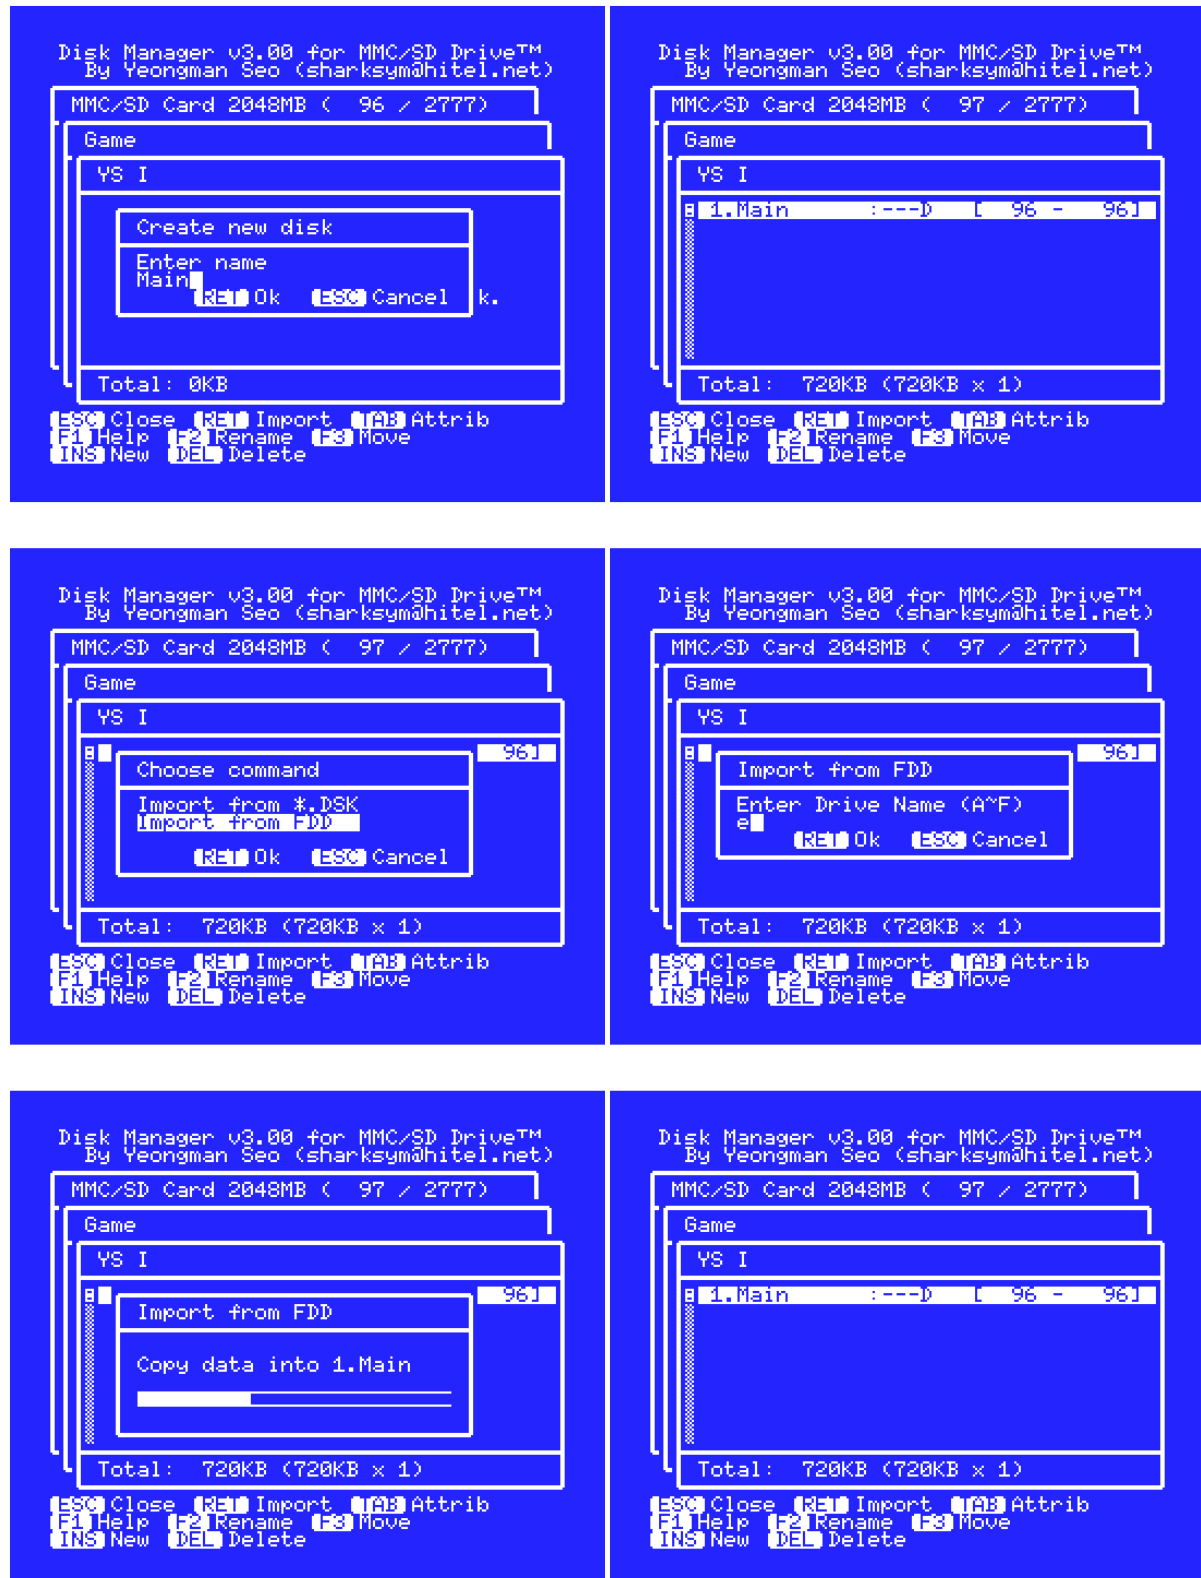 Disk Manager v3.00 for MMC/SD Drive™
By Yeongman Seo (sharksym@hitel.net)
MMC/SD Card 2048MB (  96 / 2777)
Game
YS I
Create new disk
Enter name
Main
RET Ok  ESC Cancel
k.
Total: 0KB
ESC Close  RET Import  TAB Attrib
F1 Help  F2 Rename  F3 Move
INS New  DEL Delete
Disk Manager v3.00 for MMC/SD Drive™
By Yeongman Seo (sharksym@hitel.net)
MMC/SD Card 2048MB (  97 / 2777)
Game
YS I
1.Main  :---D  [  96 -  96]
Total:  720KB (720KB x 1)
ESC Close  RET Import  TAB Attrib
F1 Help  F2 Rename  F3 Move
INS New  DEL Delete
Disk Manager v3.00 for MMC/SD Drive™
By Yeongman Seo (sharksym@hitel.net)
MMC/SD Card 2048MB (  97 / 2777)
Game
YS I
96]
Choose command
Import from *.DSK
Import from FDD
RET Ok  ESC Cancel
Total:  720KB (720KB x 1)
ESC Close  RET Import  TAB Attrib
F1 Help  F2 Rename  F3 Move
INS New  DEL Delete
Disk Manager v3.00 for MMC/SD Drive™
By Yeongman Seo (sharksym@hitel.net)
MMC/SD Card 2048MB (  97 / 2777)
Game
YS I
96]
Import from FDD
Enter Drive Name (A~F)
e
RET Ok  ESC Cancel
Total:  720KB (720KB x 1)
ESC Close  RET Import  TAB Attrib
F1 Help  F2 Rename  F3 Move
INS New  DEL Delete
Disk Manager v3.00 for MMC/SD Drive™
By Yeongman Seo (sharksym@hitel.net)
MMC/SD Card 2048MB (  97 / 2777)
Game
YS I
96]
Import from FDD
Copy data into 1.Main
Total:  720KB (720KB x 1)
ESC Close  RET Import  TAB Attrib
F1 Help  F2 Rename  F3 Move
INS New  DEL Delete
Disk Manager v3.00 for MMC/SD Drive™
By Yeongman Seo (sharksym@hitel.net)
MMC/SD Card 2048MB (  97 / 2777)
Game
YS I
1.Main  :---D  [  96 -  96]
Total:  720KB (720KB x 1)
ESC Close  RET Import  TAB Attrib
F1 Help  F2 Rename  F3 Move
INS New  DEL Delete